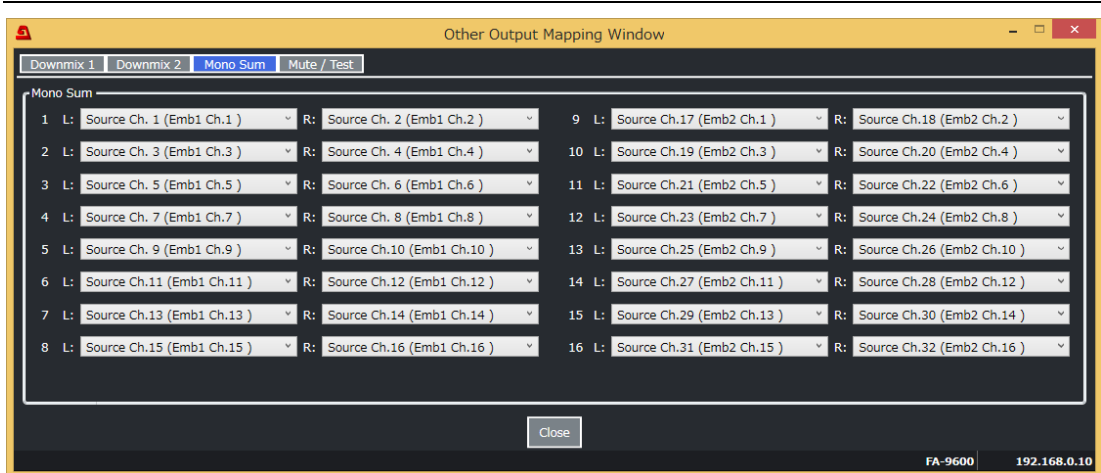 Other Output Mapping Window
Downmix 1 Downmix 2 Mono Sum Mute / Test
Mono Sum
1 L: Source Ch. 1 (Emb1 Ch.1 ) R: Source Ch. 2 (Emb1 Ch.2 ) 9 L: Source Ch.17 (Emb2 Ch.1 ) R: Source Ch.18 (Emb2 Ch.2 )
2 L: Source Ch. 3 (Emb1 Ch.3 ) R: Source Ch. 4 (Emb1 Ch.4 ) 10 L: Source Ch.19 (Emb2 Ch.3 ) R: Source Ch.20 (Emb2 Ch.4 )
3 L: Source Ch. 5 (Emb1 Ch.5 ) R: Source Ch. 6 (Emb1 Ch.6 ) 11 L: Source Ch.21 (Emb2 Ch.5 ) R: Source Ch.22 (Emb2 Ch.6 )
4 L: Source Ch. 7 (Emb1 Ch.7 ) R: Source Ch. 8 (Emb1 Ch.8 ) 12 L: Source Ch.23 (Emb2 Ch.7 ) R: Source Ch.24 (Emb2 Ch.8 )
5 L: Source Ch. 9 (Emb1 Ch.9 ) R: Source Ch.10 (Emb1 Ch.10 ) 13 L: Source Ch.25 (Emb2 Ch.9 ) R: Source Ch.26 (Emb2 Ch.10 )
6 L: Source Ch.11 (Emb1 Ch.11 ) R: Source Ch.12 (Emb1 Ch.12 ) 14 L: Source Ch.27 (Emb2 Ch.11 ) R: Source Ch.28 (Emb2 Ch.12 )
7 L: Source Ch.13 (Emb1 Ch.13 ) R: Source Ch.14 (Emb1 Ch.14 ) 15 L: Source Ch.29 (Emb2 Ch.13 ) R: Source Ch.30 (Emb2 Ch.14 )
8 L: Source Ch.15 (Emb1 Ch.15 ) R: Source Ch.16 (Emb1 Ch.16 ) 16 L: Source Ch.31 (Emb2 Ch.15 ) R: Source Ch.32 (Emb2 Ch.16 )
Close
FA-9600 192.168.0.10